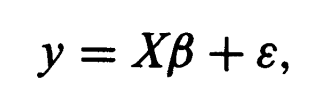 y = Xβ + ε,